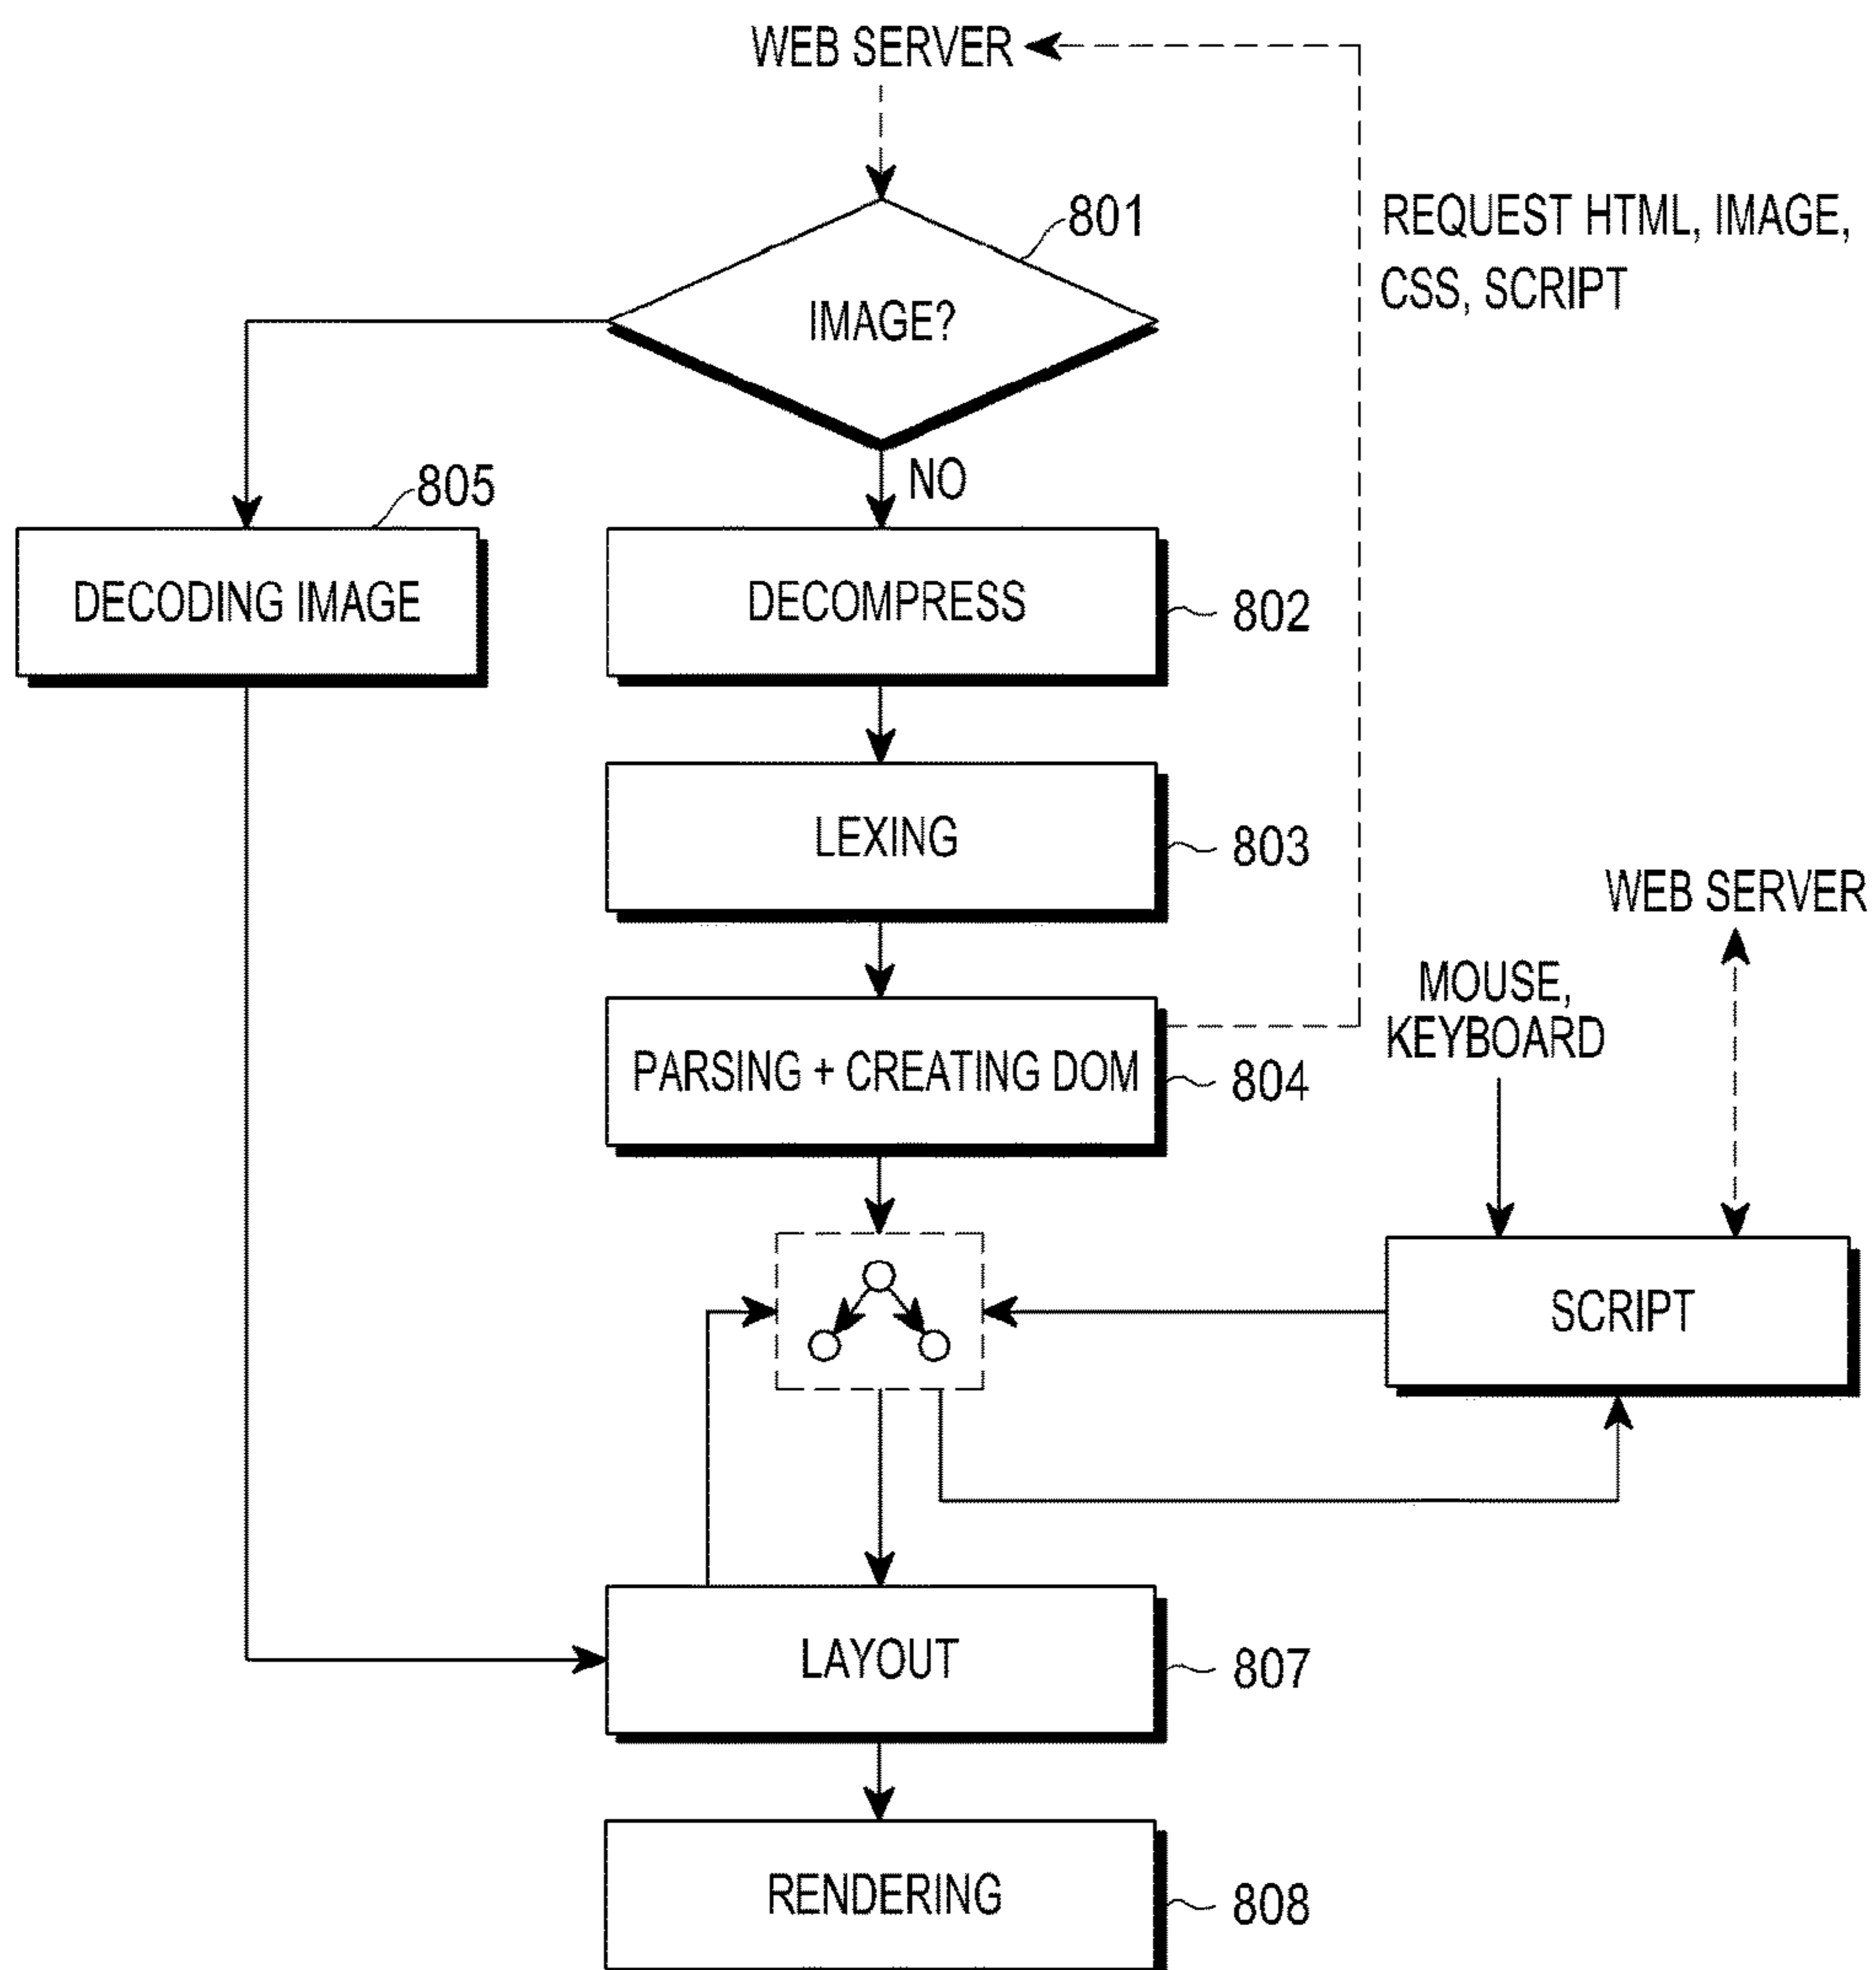 WEB SERVER
801
REQUEST HTML, IMAGE,
CSS, SCRIPT
IMAGE?
NO
805
DECODING IMAGE
DECOMPRESS
802
LEXING
803
WEB SERVER
MOUSE,
KEYBOARD
PARSING + CREATING DOM
804
SCRIPT
LAYOUT
807
RENDERING
808